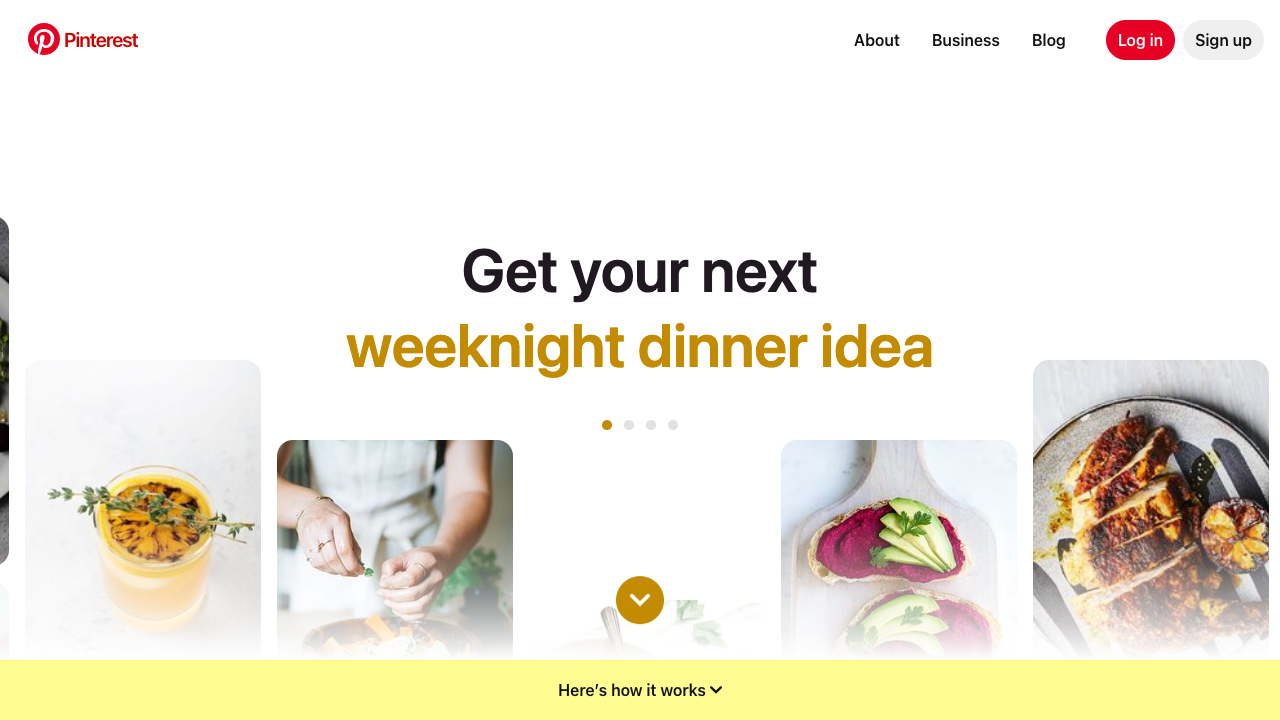 Pinterest
About
Business
Blog
Log in
Sign up
Get your next
weeknight dinner idea
Here’s how it works